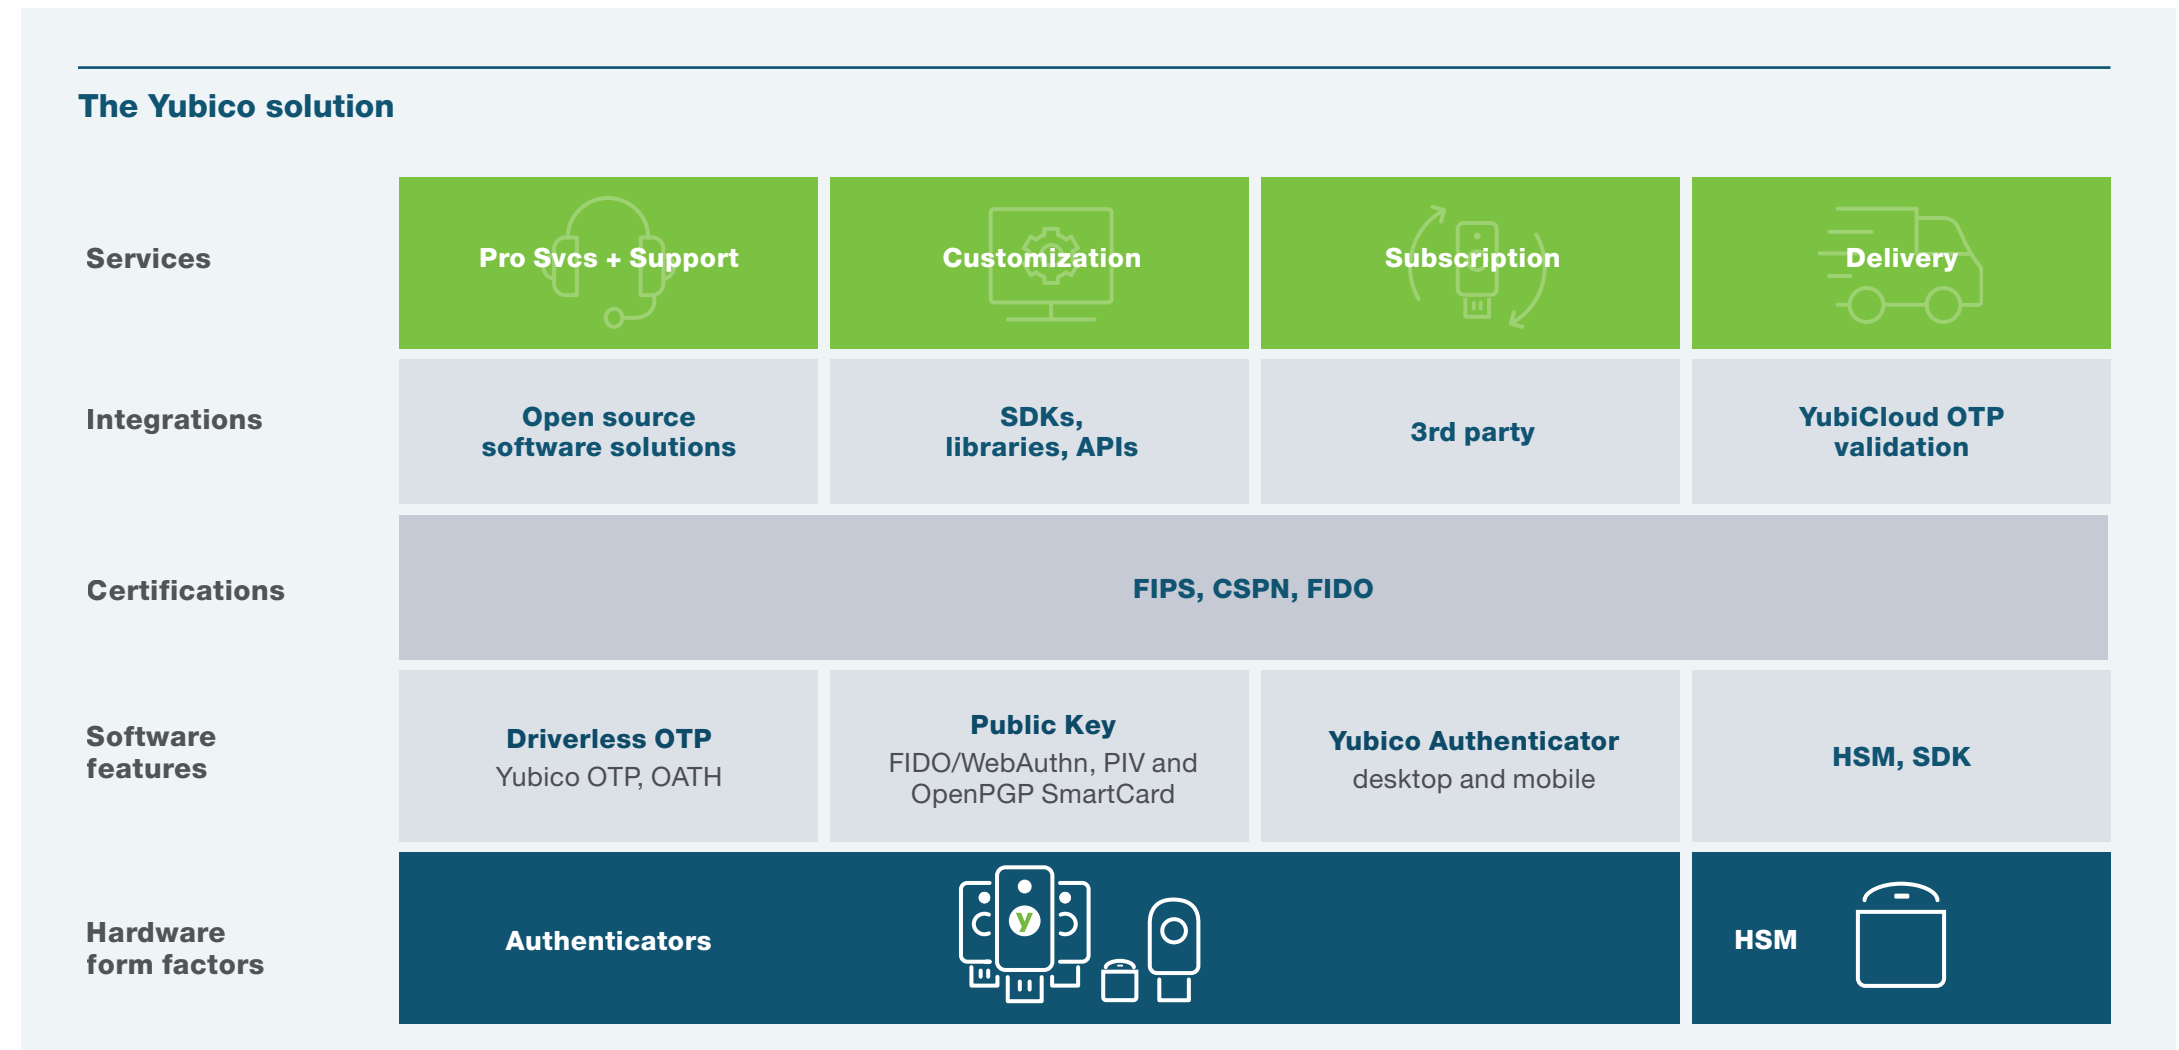 The Yubico solution
Services
Pro Svcs + Support
Customization
Subscription
Delivery
Integrations
Open source
software solutions
SDKs,
libraries, APIs
3rd party
YubiCloud OTP
validation
Certifications
FIPS, CSPN, FIDO
Software
features
Driverless OTP
Yubico OTP, OATH
Public Key
FIDO/WebAuthn, PIV and
OpenPGP SmartCard
Yubico Authenticator
desktop and mobile
HSM, SDK
Hardware
form factors
Authenticators
y
HSM